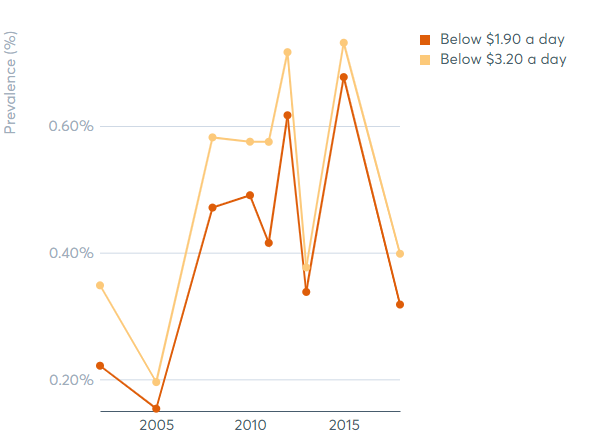 Prevalence (%)
Below $1.90 a day
Below $3.20 a day
0.60%
0.40%
0.20%
2005 2010 2015